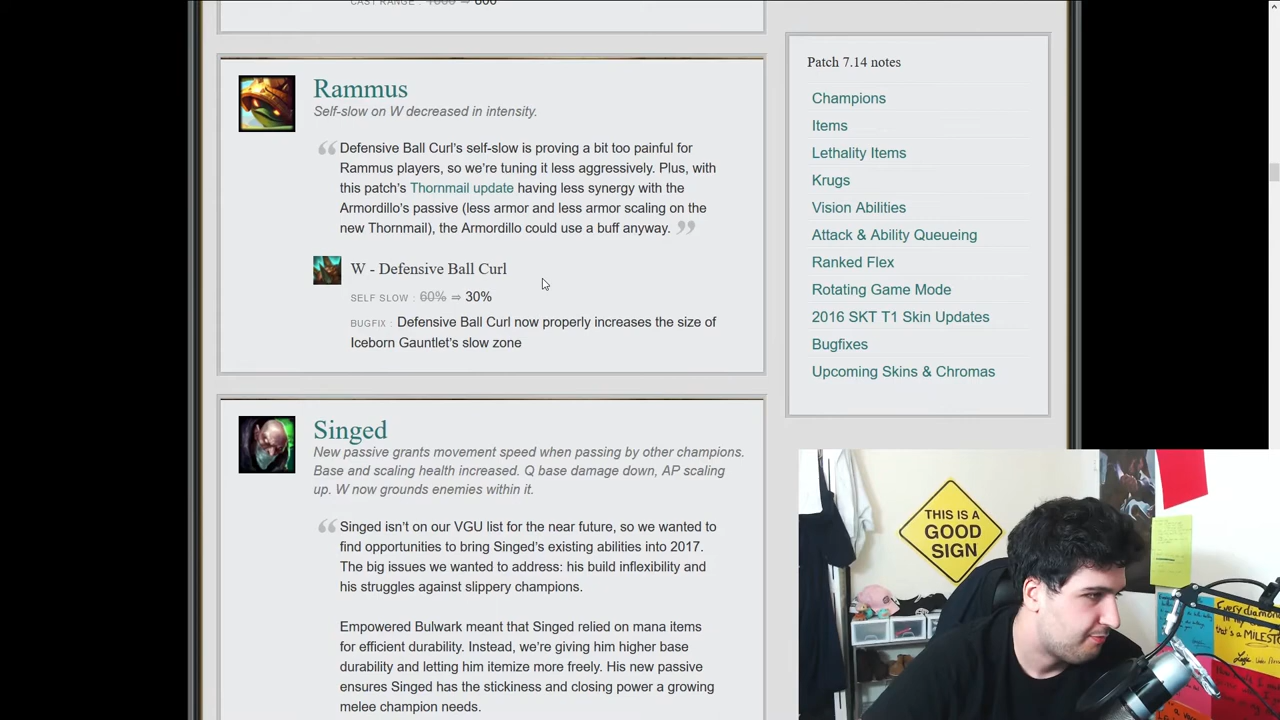 Rammus
Self-slow on W decreased in intensity.
Defensive Ball Curl's self-slow is proving a bit too painful for
Rammus players, so we're tuning it less aggressively. Plus, with
this patch's Thornmail update having less synergy with the
Armordillo's passive (less armor and less armor scaling on the
new Thornmail), the Armordillo could use a buff anyway.
W - Defensive Ball Curl
SELF SLOW : 60% ⇒ 30%
BUGFIX : Defensive Ball Curl now properly increases the size of
Iceborn Gauntlet's slow zone
Singed
New passive grants movement speed when passing by other champions.
Base and scaling health increased. Q base damage down, AP scaling
up. W now grounds enemies within it.
Singed isn't on our VGU list for the near future, so we wanted to
find opportunities to bring Singed's existing abilities into 2017.
The big issues we wanted to address: his build inflexibility and
his struggles against slippery champions.
Empowered Bulwark meant that Singed relied on mana items
for efficient durability. Instead, we're giving him higher base
durability and letting him itemize more freely. His new passive
ensures Singed has the stickiness and closing power a growing
melee champion needs.
Patch 7.14 notes
Champions
Items
Lethality Items
Krugs
Vision Abilities
Attack & Ability Queueing
Ranked Flex
Rotating Game Mode
2016 SKT T1 Skin Updates
Bugfixes
Upcoming Skins & Chromas
THIS IS A
GOOD
SIGN
Every diamond
MILESTO
Logic